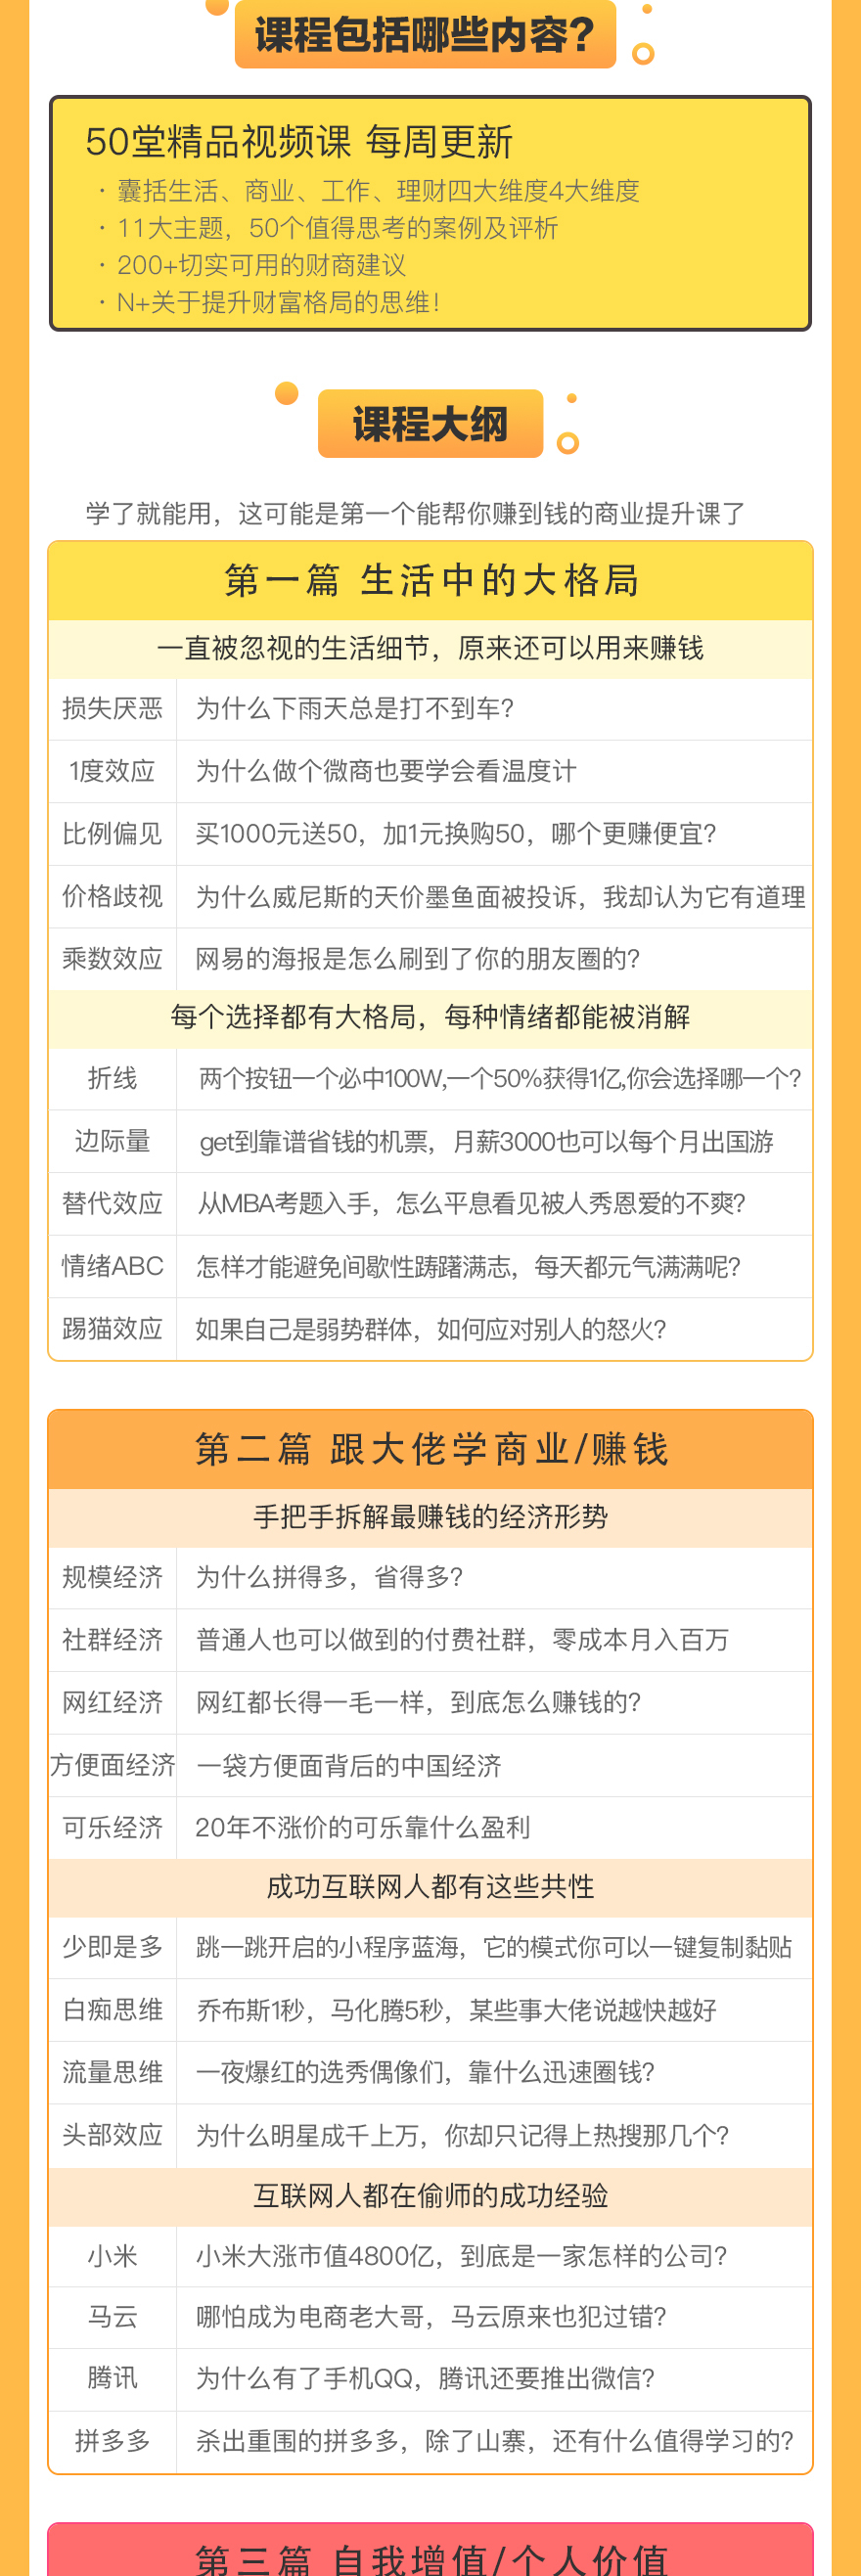 课程包括哪些内容?
50堂精品视频课 每周更新
· 囊括生活、商业、工作、理财四大维度4大维度
· 11大主题，50个值得思考的案例及评析
· 200+切实可用的财商建议
· N+关于提升财富格局的思维！
课程大纲
学了就能用，这可能是第一个能帮你赚到钱的商业提升课了
第一篇 生活中的大格局
一直被忽视的生活细节，原来还可以用来赚钱
损失厌恶 为什么下雨天总是打不到车?
1度效应 为什么做个微商也要学会看温度计
比例偏见 买1000元送50，加1元换购50，哪个更赚便宜?
价格歧视 为什么威尼斯的天价墨鱼面被投诉，我却认为它有道理
乘数效应 网易的海报是怎么刷到了你的朋友圈的?
每个选择都有大格局，每种情绪都能被消解
折线 两个按钮一个必中100W,一个50%获得1亿,你会选择哪一个?
边际量 get到靠谱省钱的机票，月薪3000也可以每个月出国游
替代效应 从MBA考题入手，怎么平息看见被人秀恩爱的不爽?
情绪ABC 怎样才能避免间歇性踌躇满志，每天都元气满满呢?
踢猫效应 如果自己是弱势群体，如何应对别人的怒火?
第二篇 跟大佬学商业/赚钱
手把手拆解最赚钱的经济形势
规模经济 为什么拼得多，省得多?
社群经济 普通人也可以做到的付费社群，零成本月入百万
网红经济 网红都长得一毛一样，到底怎么赚钱的?
方便面经济 一袋方便面背后的中国经济
可乐经济 20年不涨价的可乐靠什么盈利
成功互联网人都有这些共性
少即是多 跳一跳开启的小程序蓝海，它的模式你可以一键复制黏贴
白痴思维 乔布斯1秒，马化腾5秒，某些事大佬说越快越好
流量思维 一夜爆红的选秀偶像们，靠什么迅速圈钱?
头部效应 为什么明星成千上万，你却只记得上热搜那几个?
互联网人都在偷师的成功经验
小米 小米大涨市值4800亿，到底是一家怎样的公司?
马云 哪怕成为电商老大哥，马云原来也犯过错?
腾讯 为什么有了手机QQ，腾讯还要推出微信?
拼多多 杀出重围的拼多多，除了山寨，还有什么值得学习的?
第三篇 自我增值/个人价值